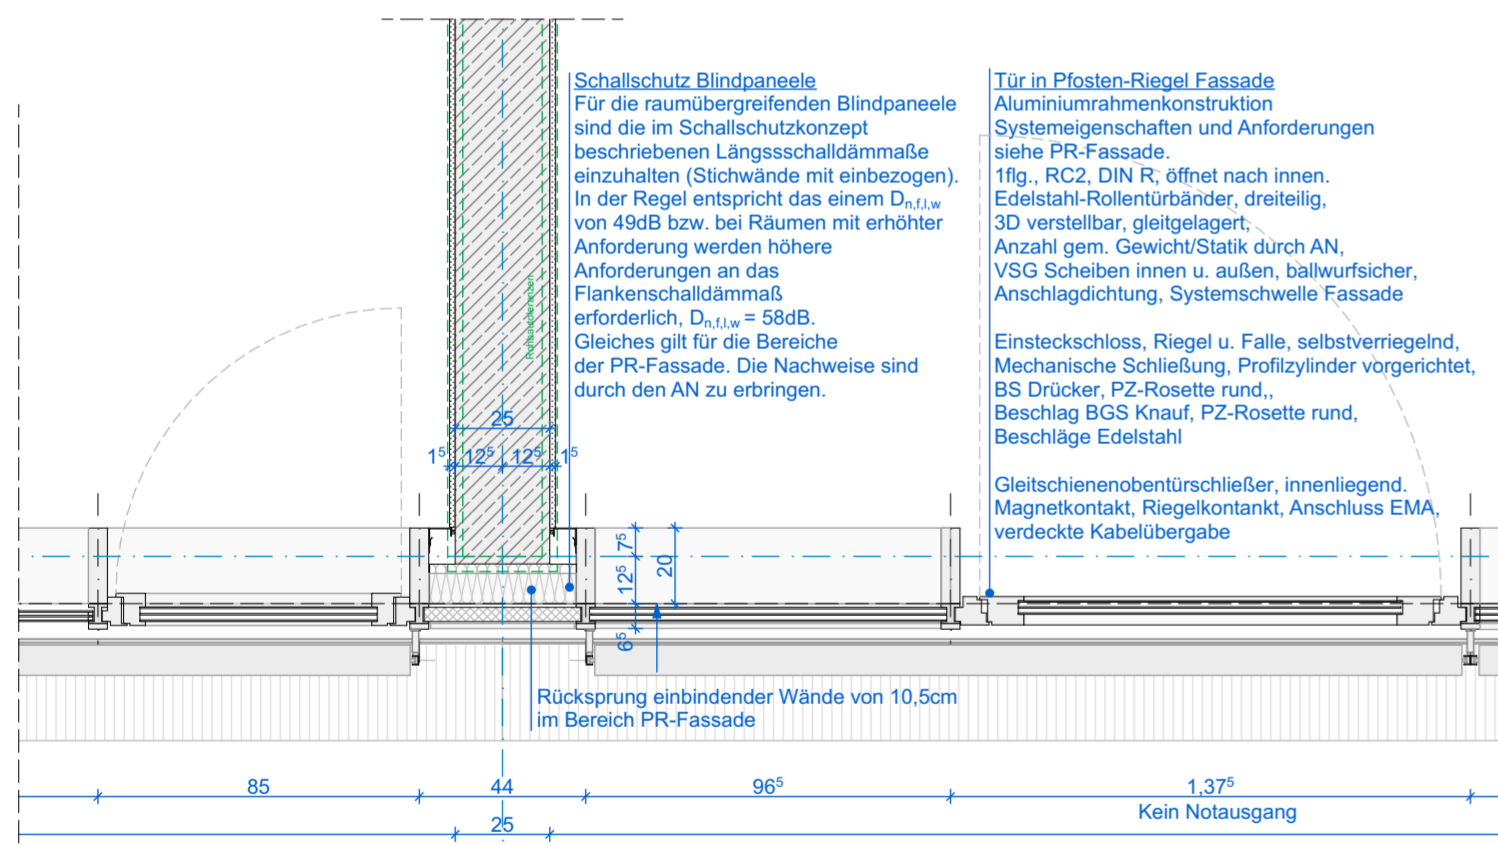 Schallschutz Blindpaneele
Für die raumübergreifenden Blindpaneele
sind die im Schallschutzkonzept
beschriebenen Längssschalldämmaße
einzuhalten (Stichwände mit einbezogen).
In der Regel entspricht das einem Dn,f,l,w
von 49dB bzw. bei Räumen mit erhöhter
Anforderung werden höhere
Anforderungen an das
Flankenschalldämmaß
erforderlich, Dn,f,l,w = 58dB.
Gleiches gilt für die Bereiche
der PR-Fassade. Die Nachweise sind
durch den AN zu erbringen.
Tür in Pfosten-Riegel Fassade
Aluminiumrahmenkonstruktion
Systemeigenschaften und Anforderungen
siehe PR-Fassade.
1flg., RC2, DIN R, öffnet nach innen.
Edelstahl-Rollentürbänder, dreiteilig,
3D verstellbar, gleitgelagert,
Anzahl gem. Gewicht/Statik durch AN,
VSG Scheiben innen u. außen, ballwurfsicher,
Anschlagdichtung, Systemschwelle Fassade
Einsteckschloss, Riegel u. Falle, selbstverriegelnd,
Mechanische Schließung, Profilzylinder vorgerichtet,
BS Drücker, PZ-Rosette rund,,
Beschlag BGS Knauf, PZ-Rosette rund,
Beschläge Edelstahl
Gleitschienenobentürschließer, innenliegend.
Magnetkontakt, Riegelkontankt, Anschluss EMA,
verdeckte Kabelübergabe
25
1⁵ 12⁵ 12⁵ 1⁵
7⁵
12⁵
20
6⁵
Rücksprung einbindender Wände von 10,5cm
im Bereich PR-Fassade
85 44 96⁵ 1,37⁵
Kein Notausgang
25